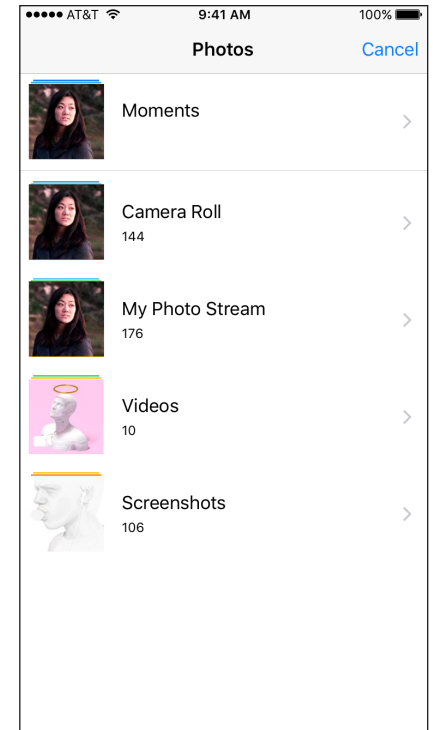 AT&T 9:41 AM 100%
Photos Cancel
Moments
Camera Roll
144
My Photo Stream
176
Videos
10
Screenshots
106